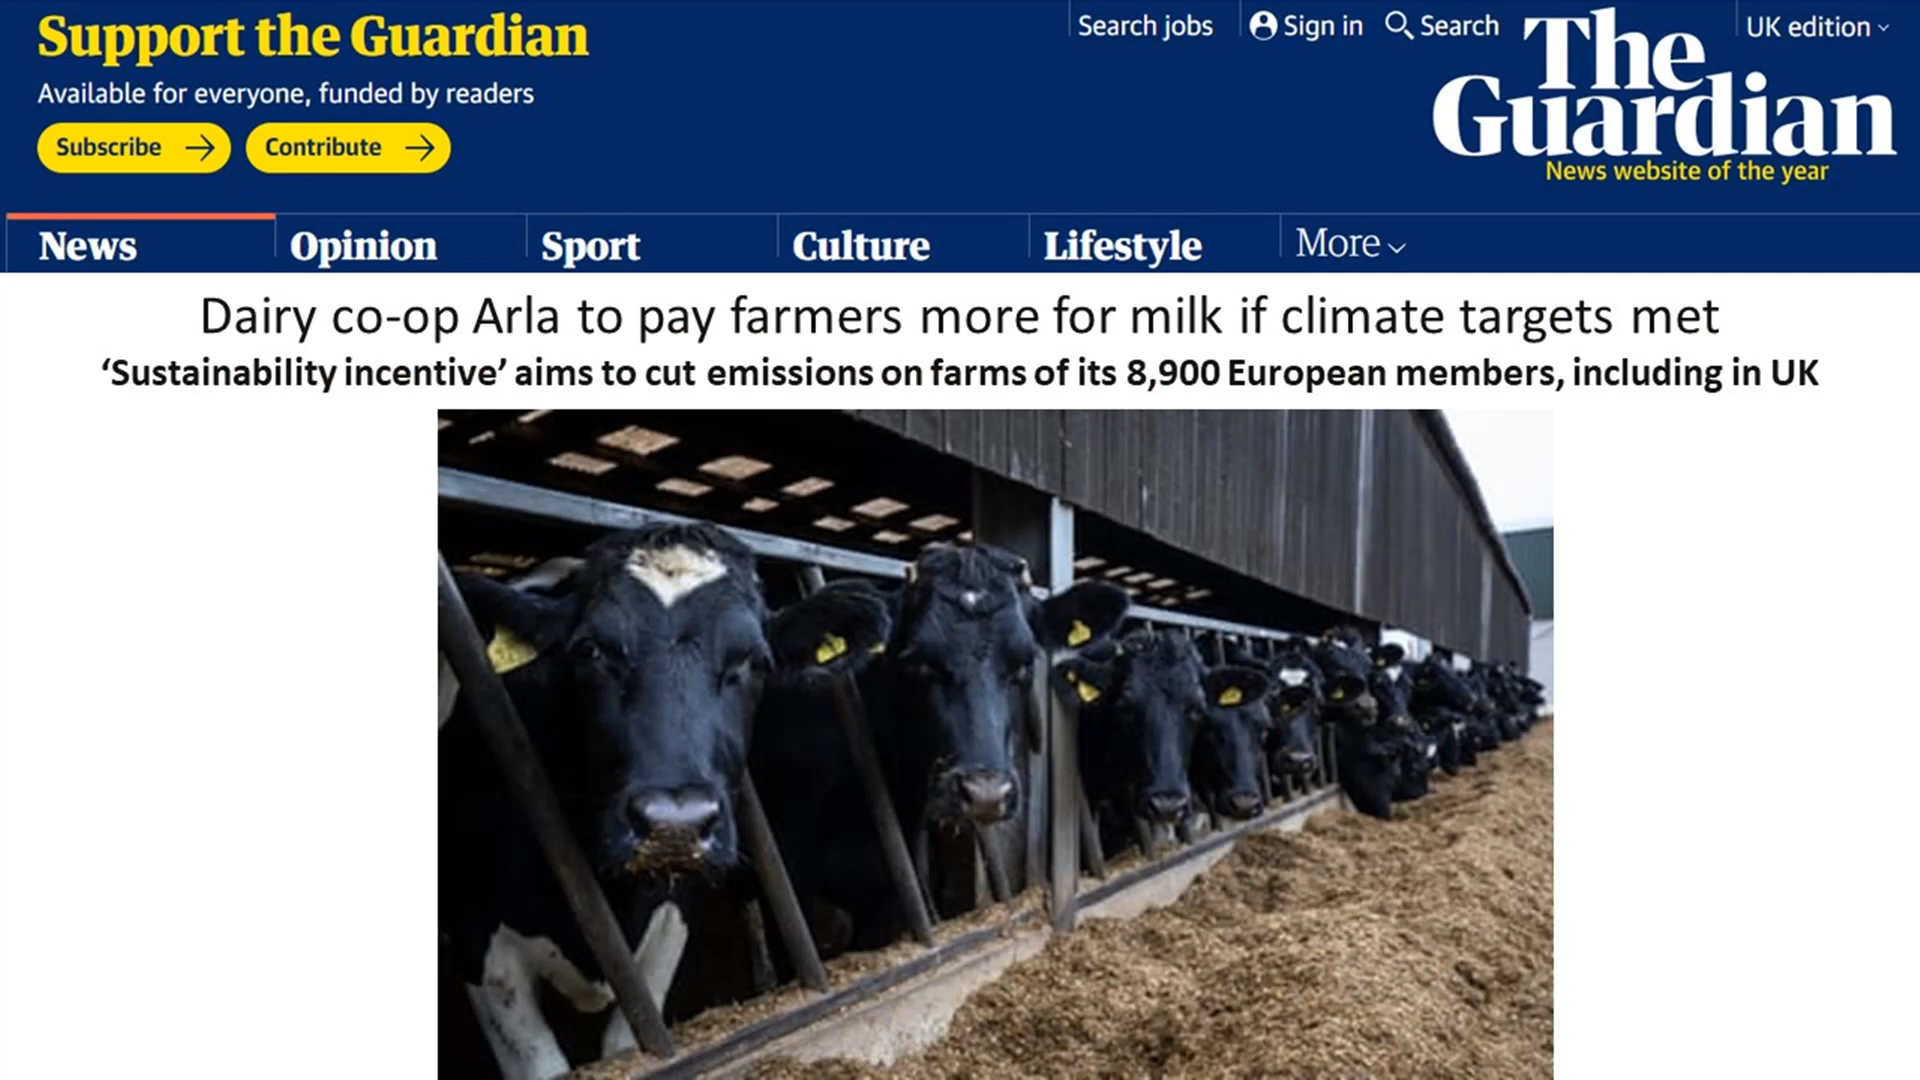 Support the Guardian
Available for everyone, funded by readers
Subscribe
Contribute
Search jobs
Sign in
Search
UK edition
The
Guardian
News website of the year
News
Opinion
Sport
Culture
Lifestyle
More
Dairy co-op Arla to pay farmers more for milk if climate targets met
‘Sustainability incentive’ aims to cut emissions on farms of its 8,900 European members, including in UK